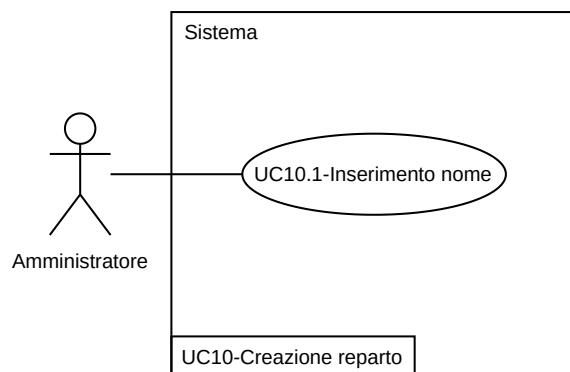 Sistema
UC10.1-Inserimento nome
Amministratore
UC10-Creazione reparto